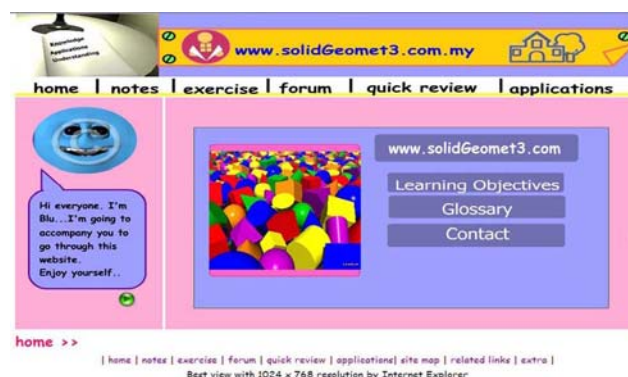 Knowledge
Applications
Understanding
www.solidGeomet3.com.my
home | notes | exercise | forum | quick review | applications
www.solidGeomet3.com
Learning Objectives
Glossary
Contact
Hi everyone. I'm
Blu...I'm going to
accompany you to
go through this
website.
Enjoy yourself..
home >>
| home | notes | exercise | forum | quick review | applications| site map | related links | extra |
Best view with 1024 x 768 resolution by Internet Explorer